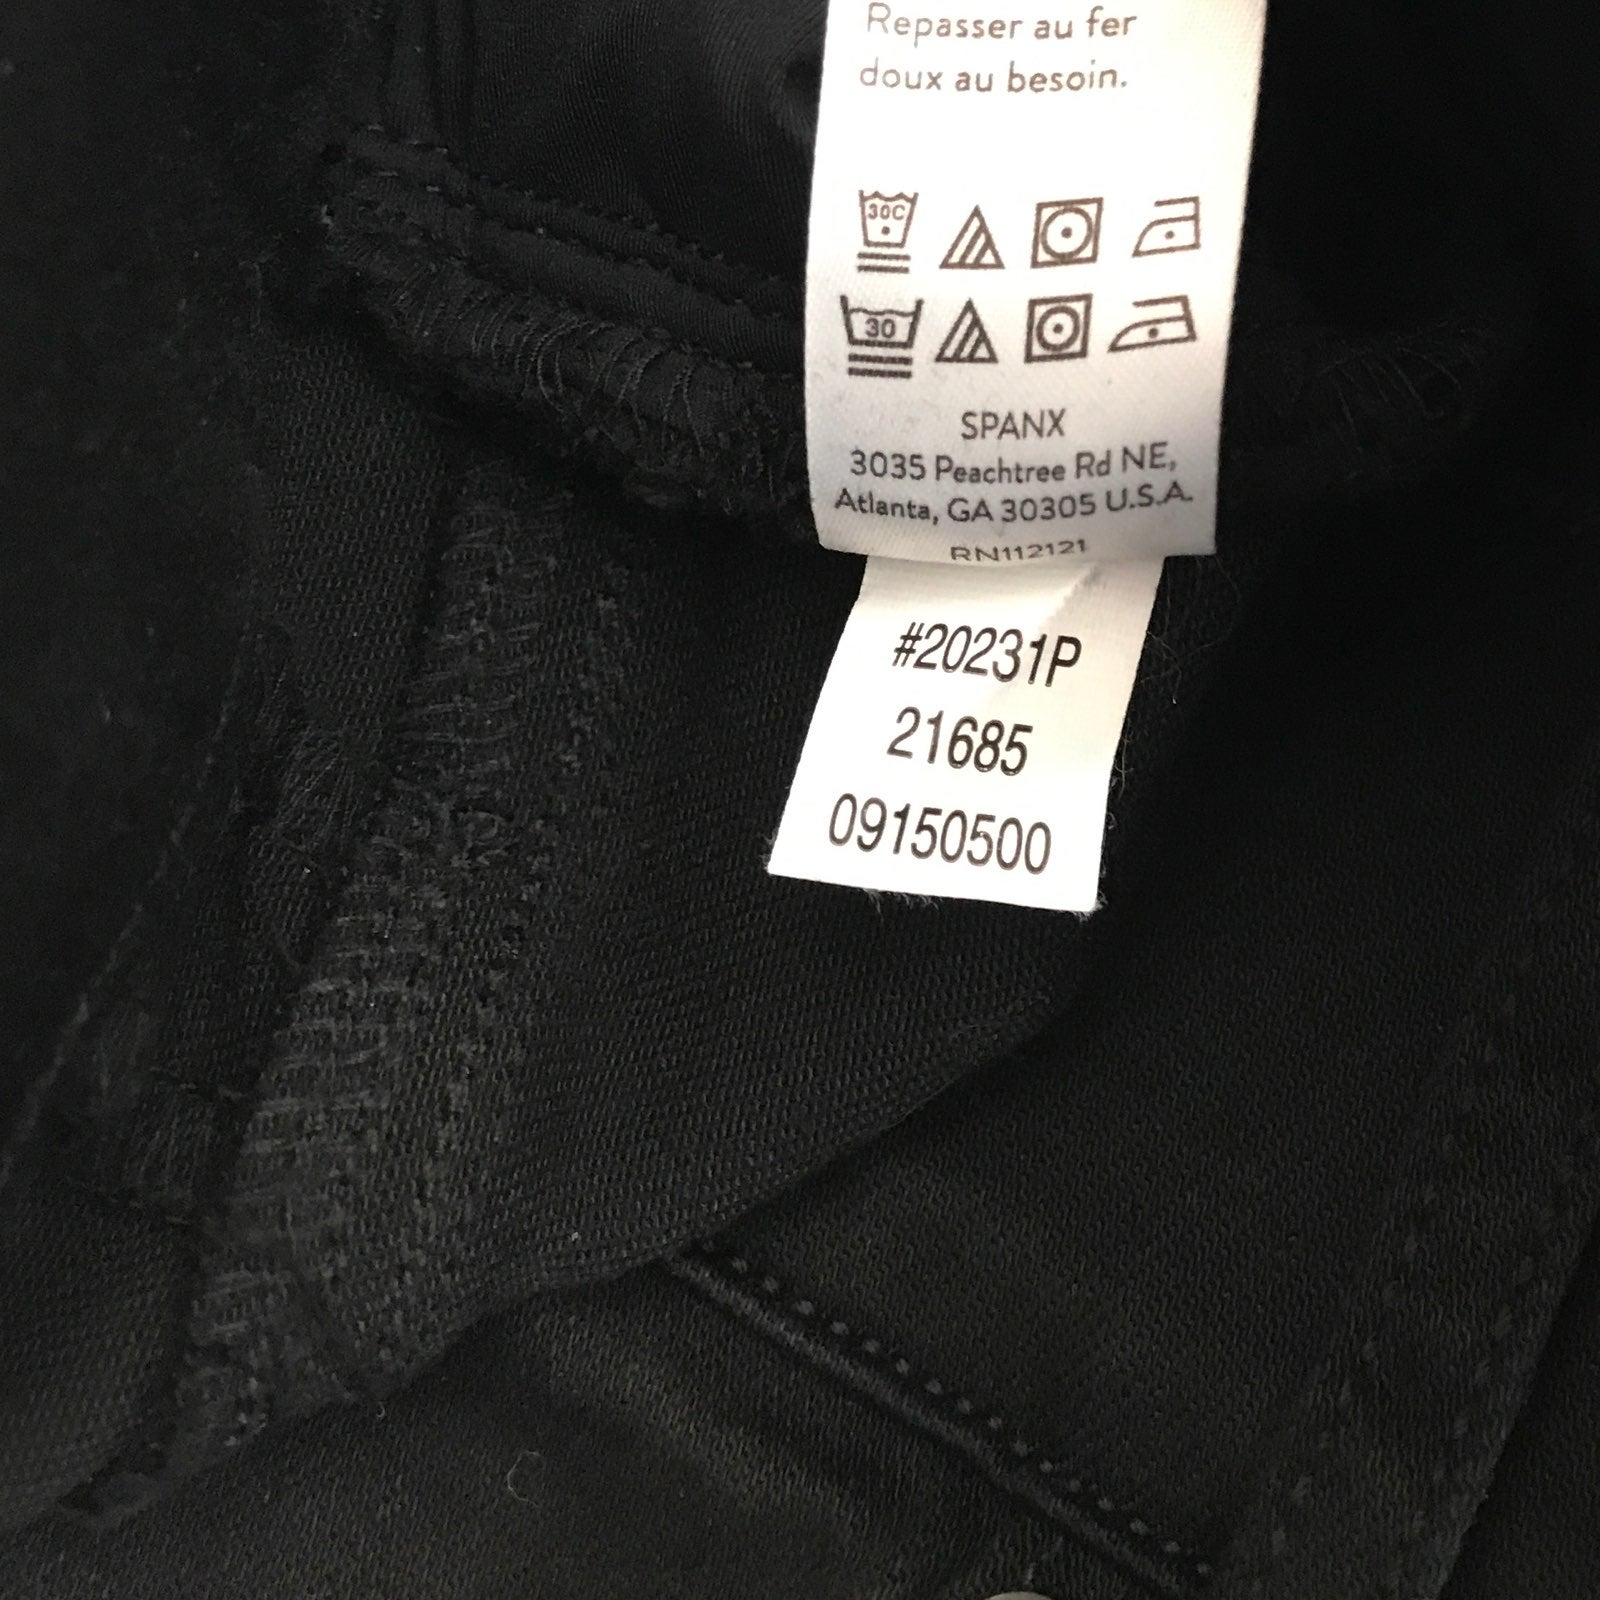 Repasser au fer
doux au besoin.
30C
30
SPANX
3035 Peachtree Rd NE,
Atlanta, GA 30305 U.S.A.
RN112121
#20231P
21685
09150500